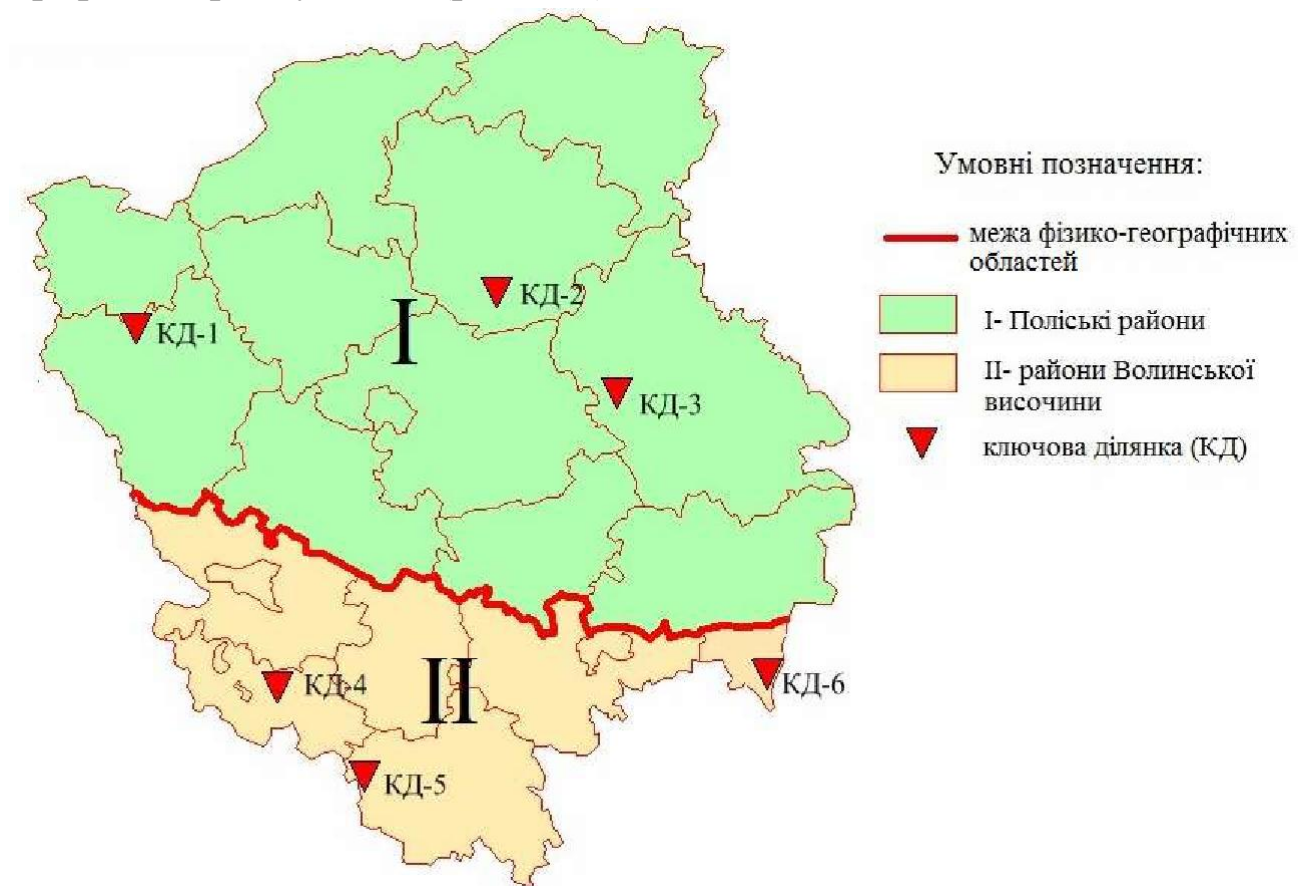 Умовні позначення:
межа фізико-географічних
областей
І- Поліські райони
ІІ- райони Волинської
височини
ключова ділянка (КД)
КД-1
КД-2
І
КД-3
КД-4
ІІ
КД-5
КД-6